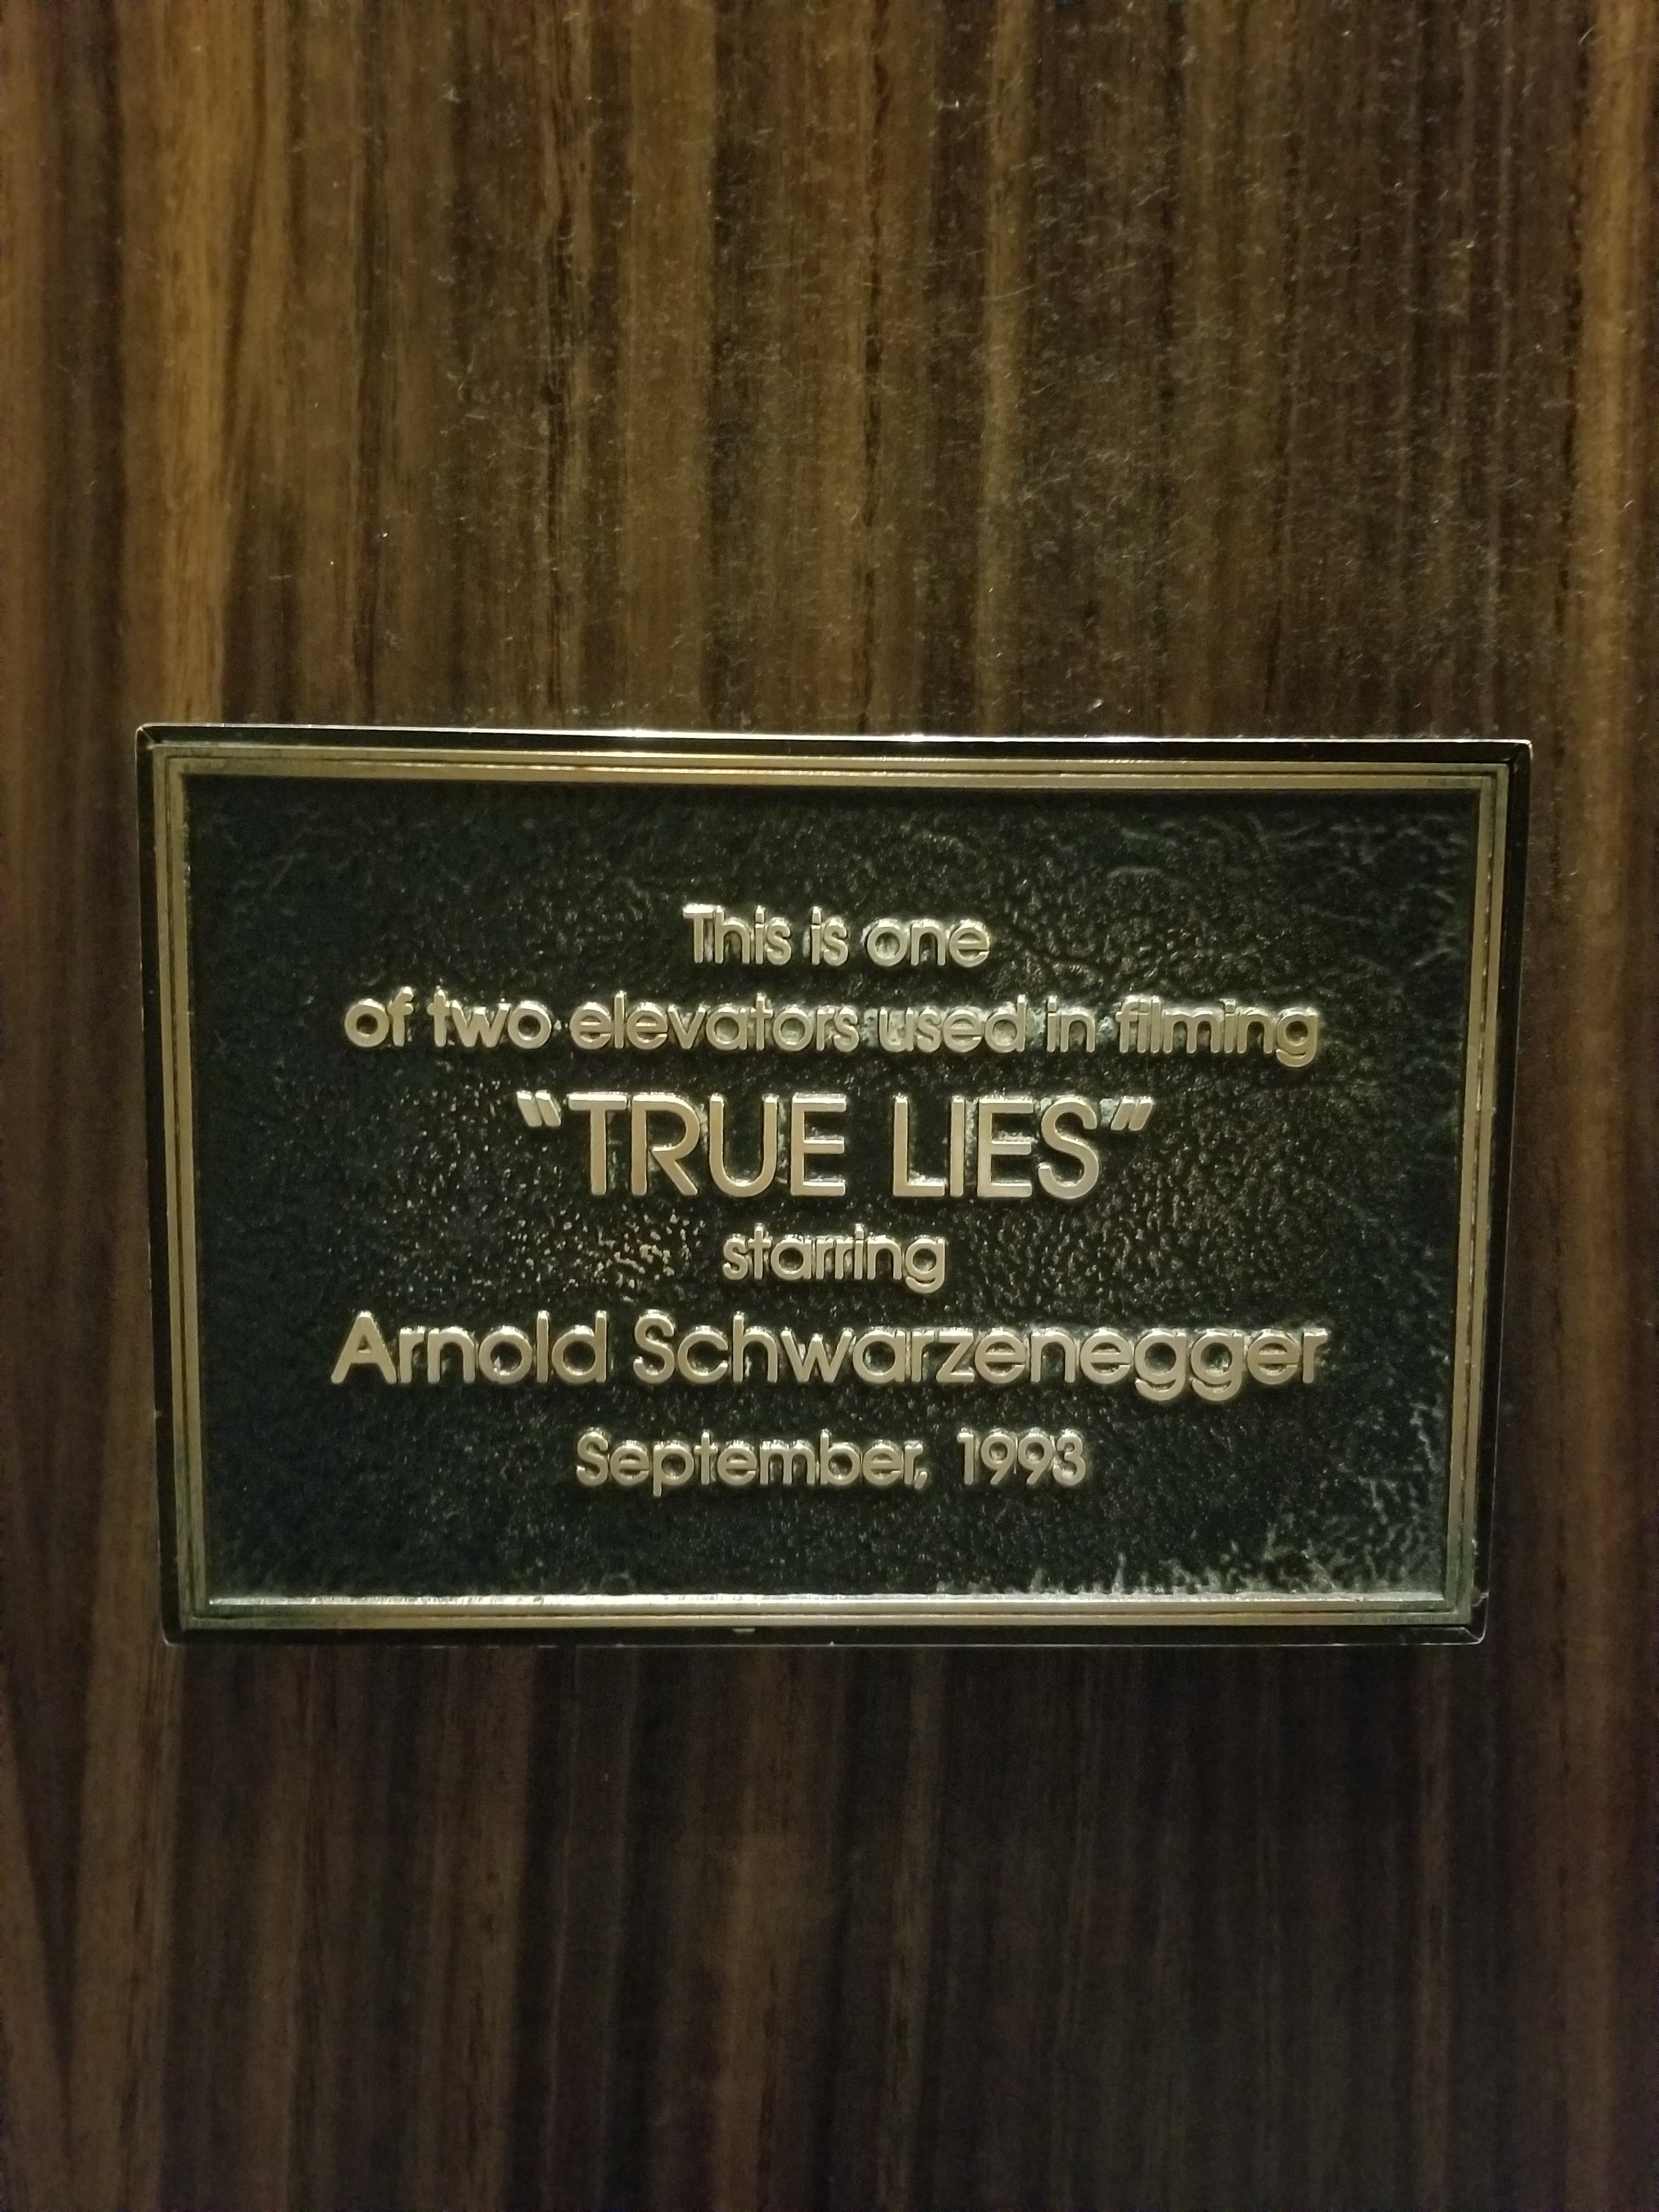 This is one
of two elevators used in filming
“TRUE LIES”
starring
Arnold Schwarzenegger
September, 1993